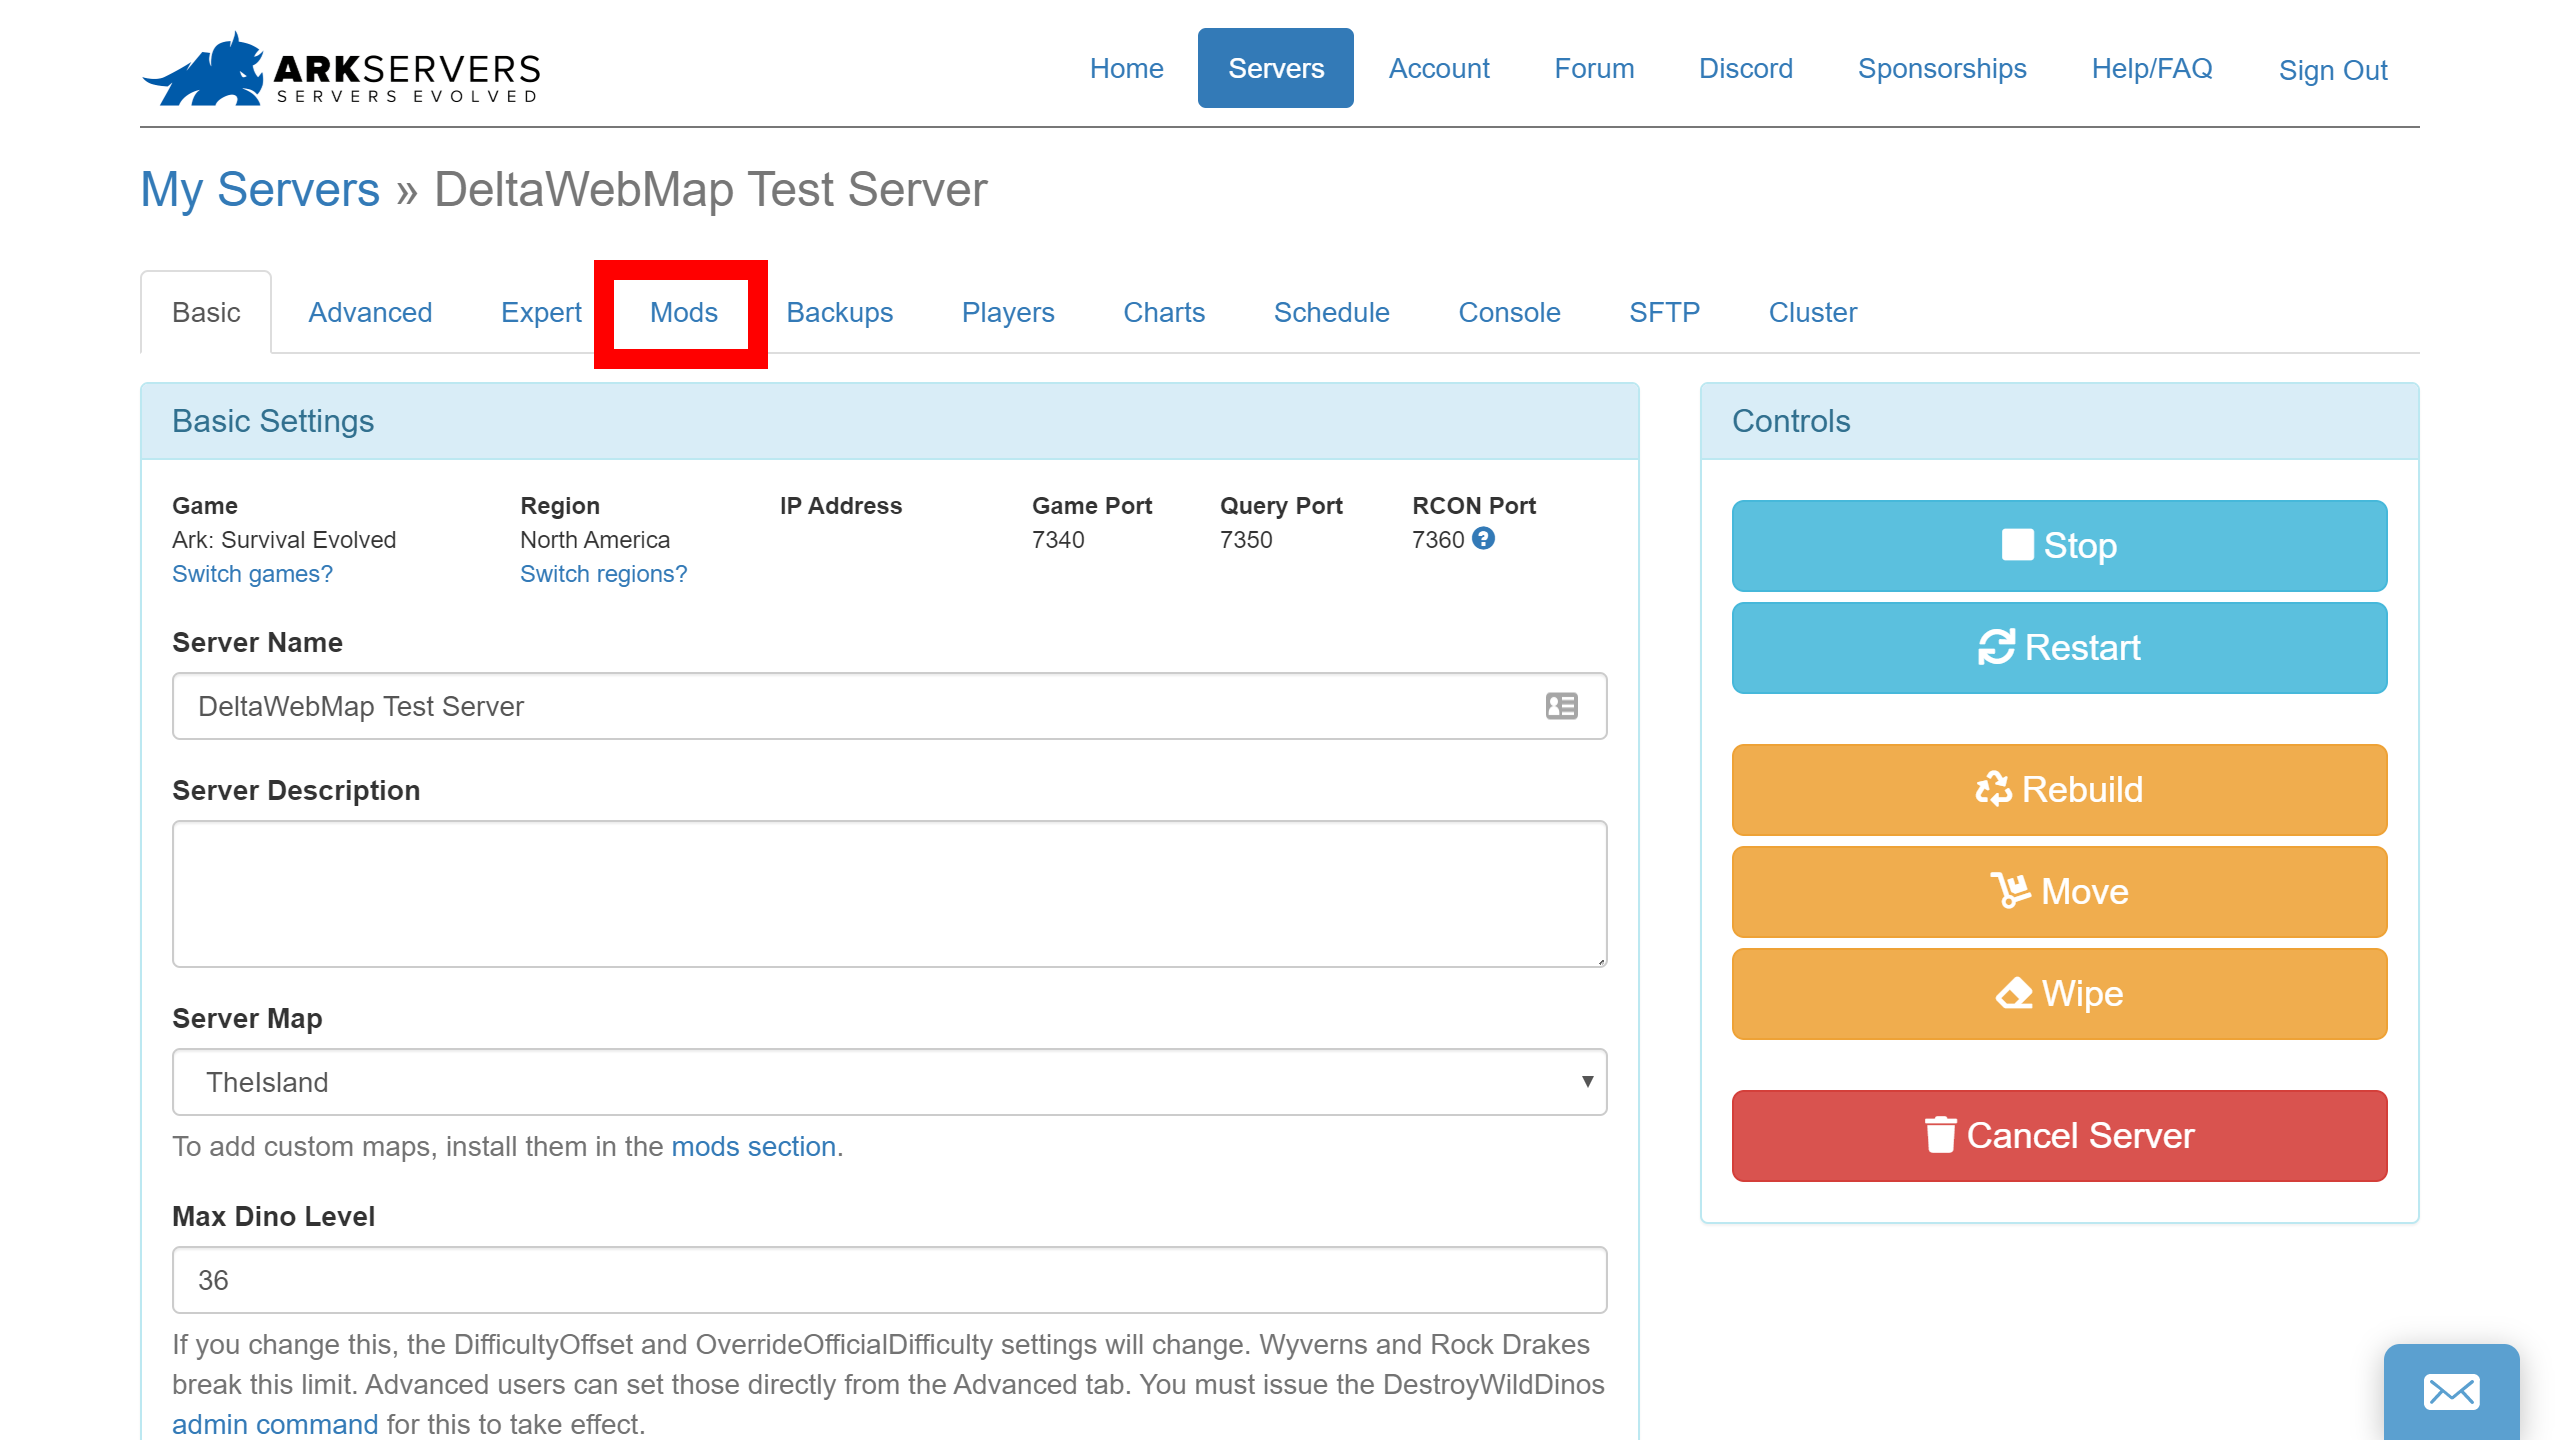 ARKSERVERS
SERVERS EVOLVED
Home Servers Account Forum Discord Sponsorships Help/FAQ Sign Out
My Servers » DeltaWebMap Test Server
Basic Advanced Expert Mods Backups Players Charts Schedule Console SFTP Cluster
Basic Settings
Game Region IP Address Game Port Query Port RCON Port
Ark: Survival Evolved North America 7340 7350 7360 ?
Switch games? Switch regions?
Server Name
DeltaWebMap Test Server
Server Description
Server Map
TheIsland
To add custom maps, install them in the mods section.
Max Dino Level
36
If you change this, the DifficultyOffset and OverrideOfficialDifficulty settings will change. Wyverns and Rock Drakes
break this limit. Advanced users can set those directly from the Advanced tab. You must issue the DestroyWildDinos
admin command for this to take effect.
Controls
Stop
Restart
Rebuild
Move
Wipe
Cancel Server